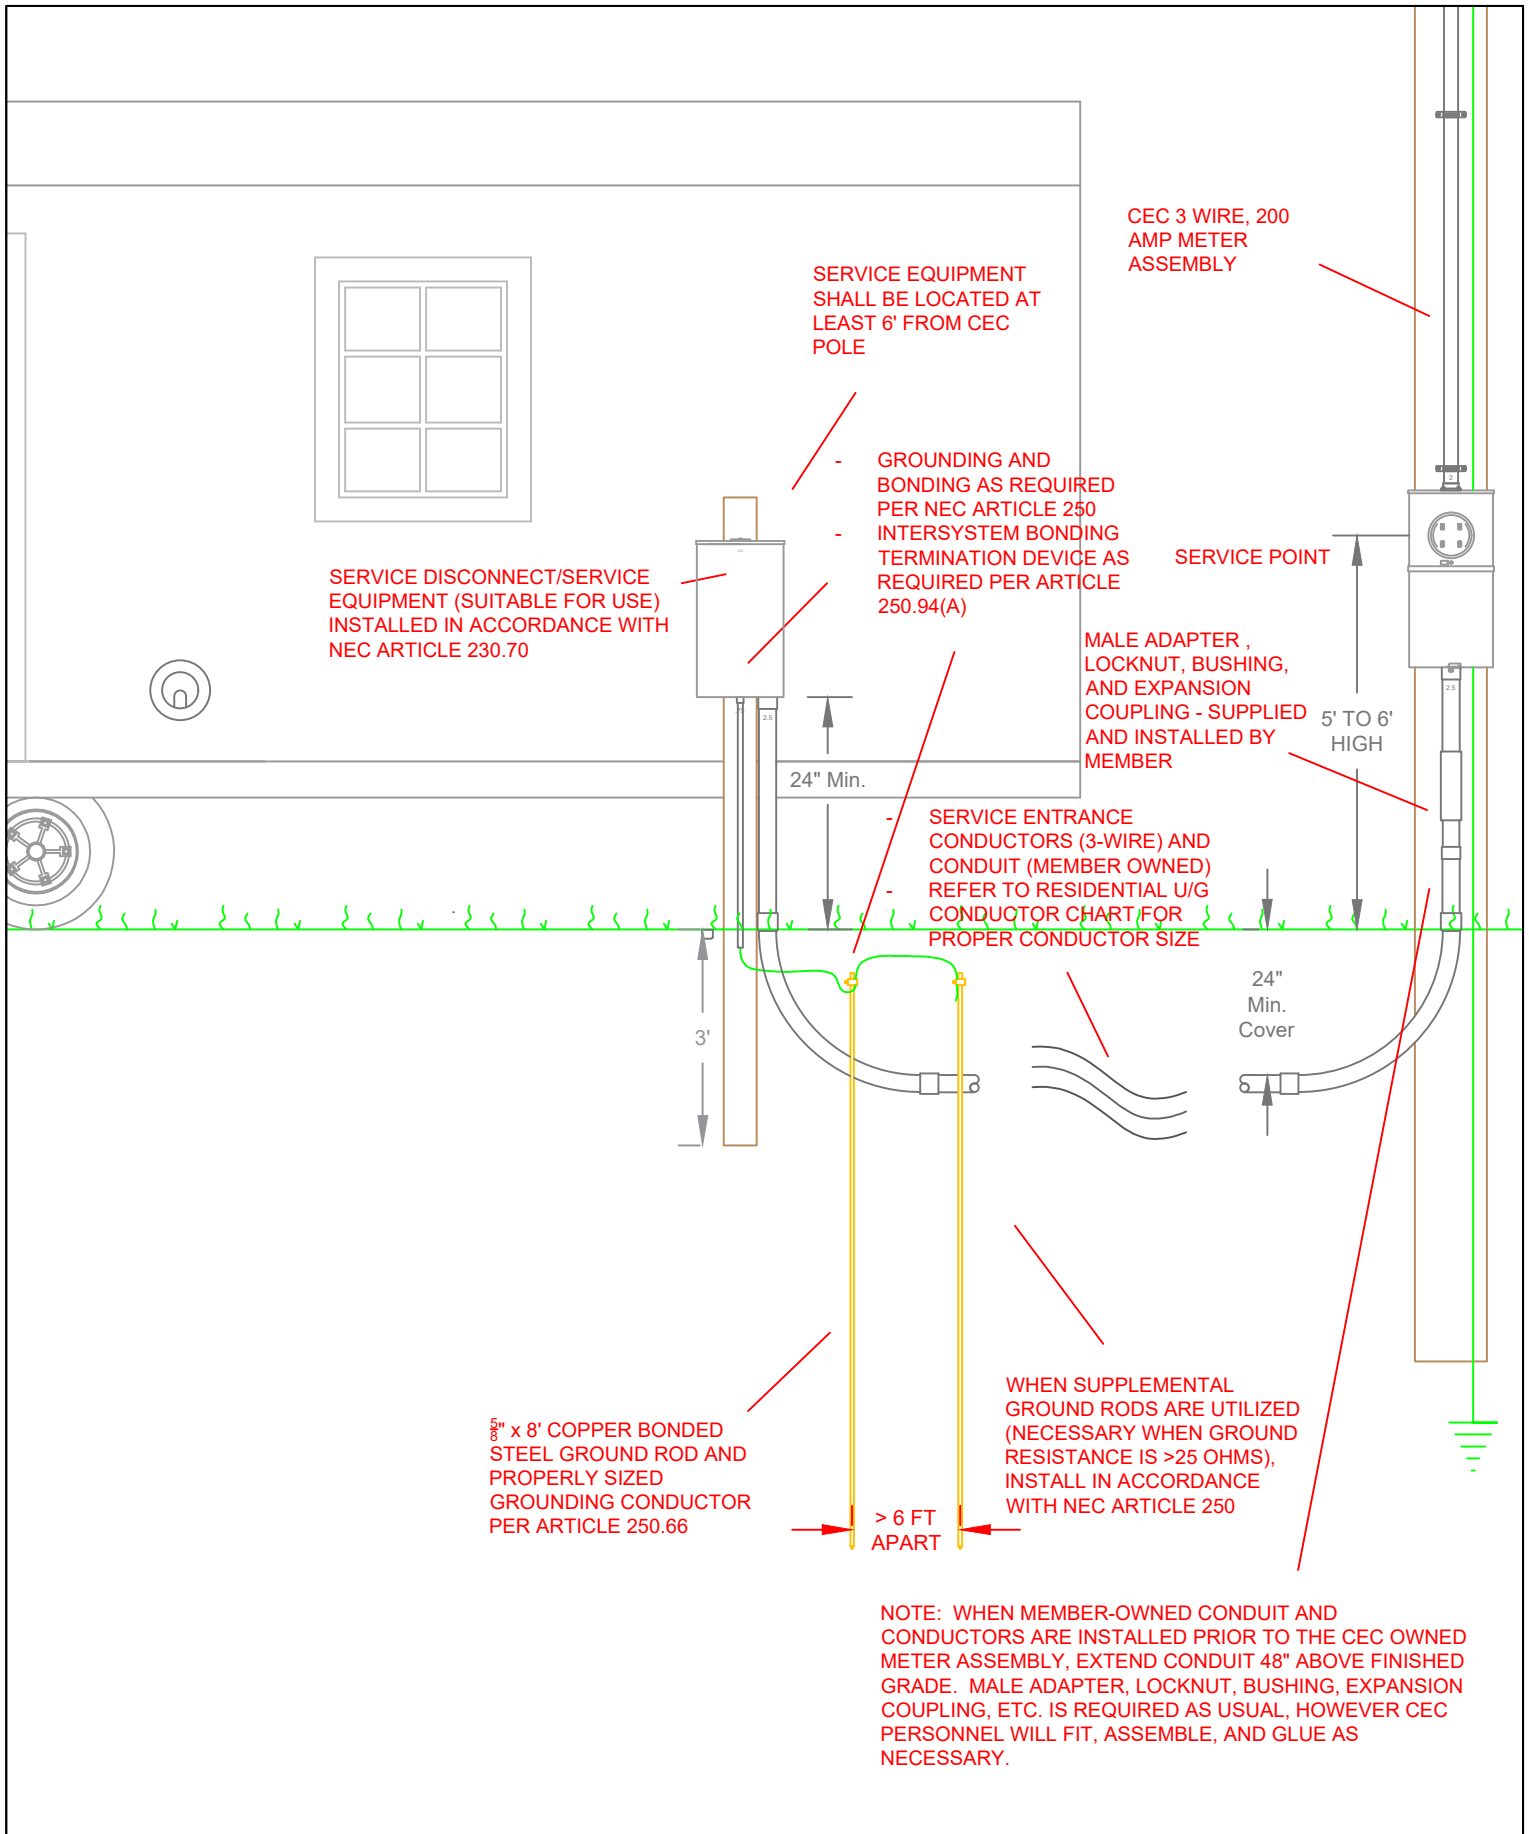 CEC 3 WIRE, 200
AMP METER
ASSEMBLY
SERVICE EQUIPMENT
SHALL BE LOCATED AT
LEAST 6' FROM CEC
POLE
- GROUNDING AND
BONDING AS REQUIRED
PER NEC ARTICLE 250
- INTERSYSTEM BONDING
TERMINATION DEVICE AS
REQUIRED PER ARTICLE
250.94(A)
2
SERVICE POINT
SERVICE DISCONNECT/SERVICE
EQUIPMENT (SUITABLE FOR USE)
INSTALLED IN ACCORDANCE WITH
NEC ARTICLE 230.70
MALE ADAPTER ,
LOCKNUT, BUSHING,
AND EXPANSION
COUPLING - SUPPLIED
AND INSTALLED BY
MEMBER
2.5
5' TO 6'
HIGH
2.5
24" Min.
- SERVICE ENTRANCE
CONDUCTORS (3-WIRE) AND
CONDUIT (MEMBER OWNED)
- REFER TO RESIDENTIAL U/G
CONDUCTOR CHART FOR
PROPER CONDUCTOR SIZE
24"
Min.
Cover
3'
WHEN SUPPLEMENTAL
GROUND RODS ARE UTILIZED
(NECESSARY WHEN GROUND
RESISTANCE IS >25 OHMS),
INSTALL IN ACCORDANCE
WITH NEC ARTICLE 250
5/8" x 8' COPPER BONDED
STEEL GROUND ROD AND
PROPERLY SIZED
GROUNDING CONDUCTOR
PER ARTICLE 250.66
> 6 FT
APART
NOTE: WHEN MEMBER-OWNED CONDUIT AND
CONDUCTORS ARE INSTALLED PRIOR TO THE CEC OWNED
METER ASSEMBLY, EXTEND CONDUIT 48" ABOVE FINISHED
GRADE. MALE ADAPTER, LOCKNUT, BUSHING, EXPANSION
COUPLING, ETC. IS REQUIRED AS USUAL, HOWEVER CEC
PERSONNEL WILL FIT, ASSEMBLE, AND GLUE AS
NECESSARY.